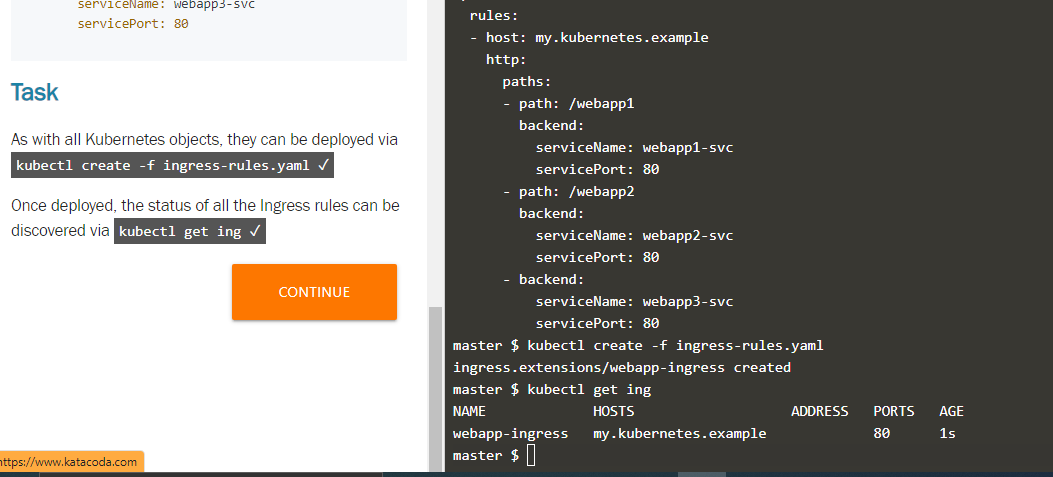 serviceName: webapp3-svc
servicePort: 80
Task
As with all Kubernetes objects, they can be deployed via
kubectl create -f ingress-rules.yaml ✓
Once deployed, the status of all the Ingress rules can be
discovered via kubectl get ing ✓
CONTINUE
https://www.katacoda.com
rules:
- host: my.kubernetes.example
http:
paths:
- path: /webapp1
backend:
serviceName: webapp1-svc
servicePort: 80
- path: /webapp2
backend:
serviceName: webapp2-svc
servicePort: 80
- backend:
serviceName: webapp3-svc
servicePort: 80
master $ kubectl create -f ingress-rules.yaml
ingress.extensions/webapp-ingress created
master $ kubectl get ing
NAME HOSTS ADDRESS PORTS AGE
webapp-ingress my.kubernetes.example 80 1s
master $